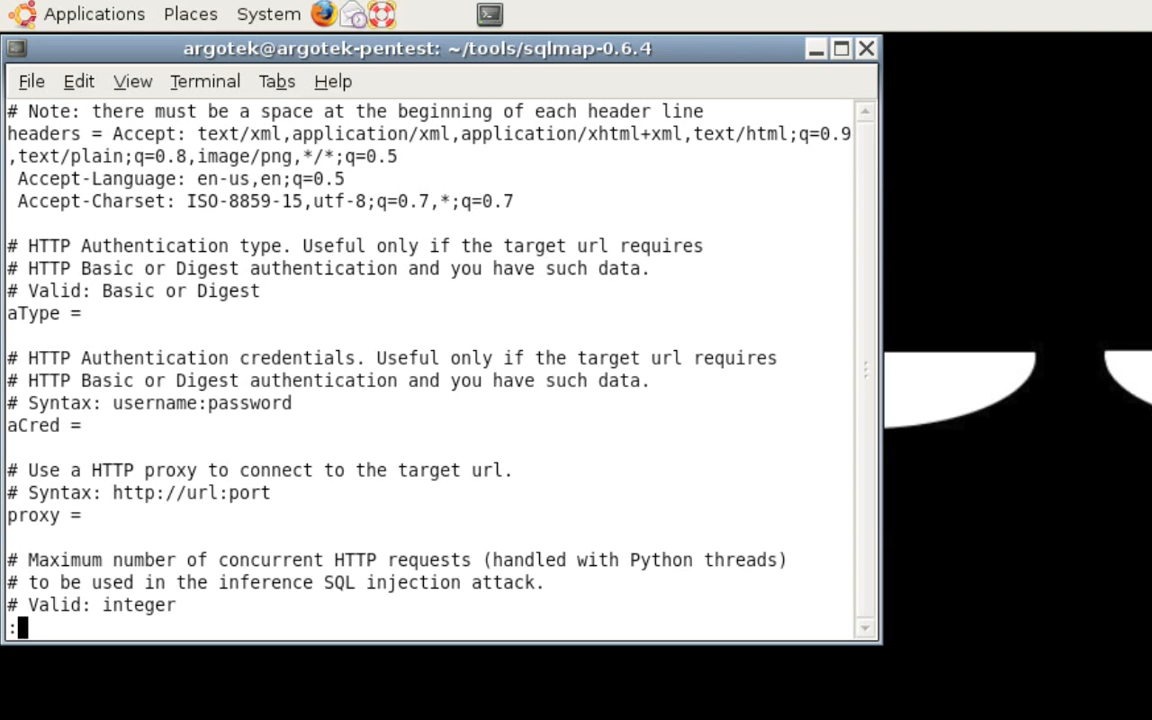 Applications Places System
argotek@argotek-pentest: ~/tools/sqlmap-0.6.4
File Edit View Terminal Tabs Help
# Note: there must be a space at the beginning of each header line
headers = Accept: text/xml,application/xml,application/xhtml+xml,text/html;q=0.9
,text/plain;q=0.8,image/png,*/*;q=0.5
 Accept-Language: en-us,en;q=0.5
 Accept-Charset: ISO-8859-15,utf-8;q=0.7,*;q=0.7
# HTTP Authentication type. Useful only if the target url requires
# HTTP Basic or Digest authentication and you have such data.
# Valid: Basic or Digest
aType =
# HTTP Authentication credentials. Useful only if the target url requires
# HTTP Basic or Digest authentication and you have such data.
# Syntax: username:password
aCred =
# Use a HTTP proxy to connect to the target url.
# Syntax: http://url:port
proxy =
# Maximum number of concurrent HTTP requests (handled with Python threads)
# to be used in the inference SQL injection attack.
# Valid: integer
: